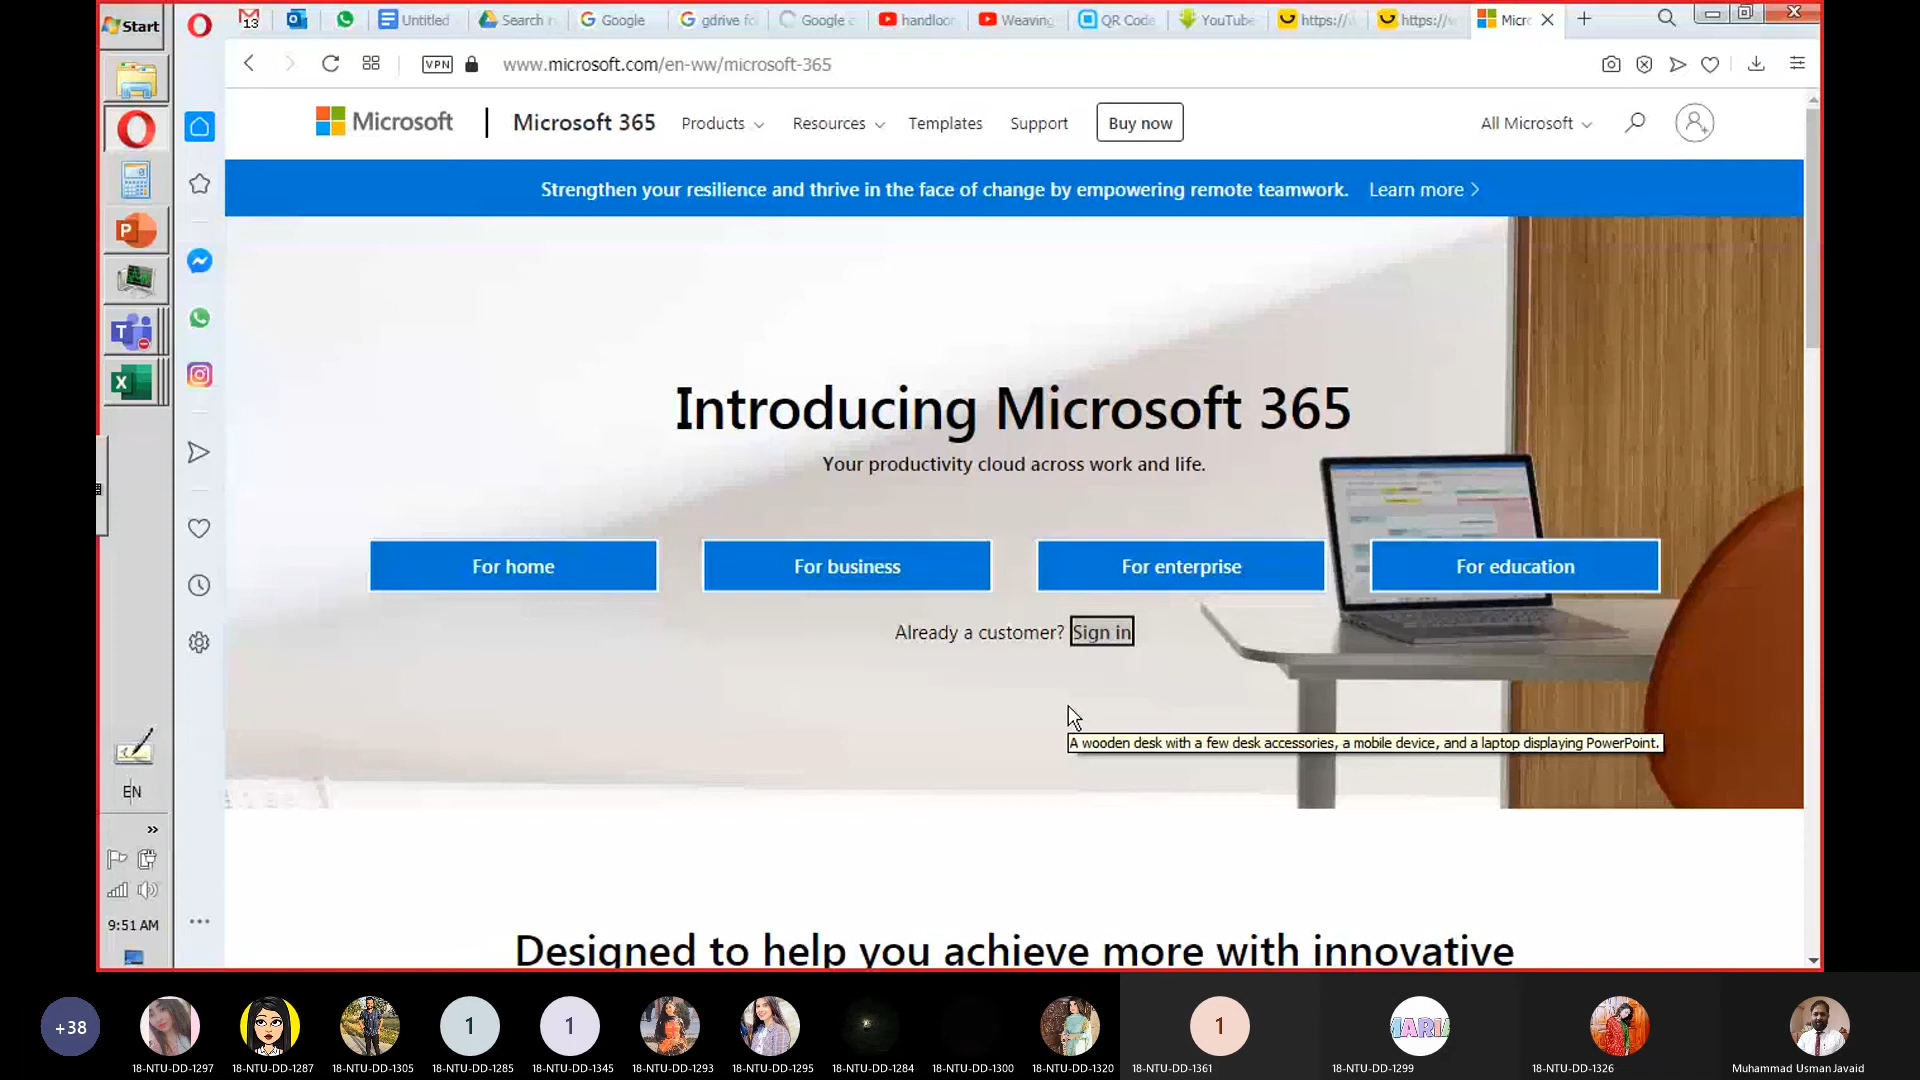 Start
13
Untitled
Search
Google
gdrive fo
Google
handloo
Weaving
QR Code
YouTube
https://
https://w
Micr
VPN
www.microsoft.com/en-ww/microsoft-365
Microsoft
Microsoft 365
Products
Resources
Templates
Support
Buy now
All Microsoft
Strengthen your resilience and thrive in the face of change by empowering remote teamwork. Learn more >
Introducing Microsoft 365
Your productivity cloud across work and life.
For home
For business
For enterprise
For education
Already a customer? Sign in
A wooden desk with a few desk accessories, a mobile device, and a laptop displaying PowerPoint.
EN
9:51 AM
Designed to help you achieve more with innovative
+38
1
1
1
18-NTU-DD-1297
18-NTU-DD-1287
18-NTU-DD-1305
18-NTU-DD-1285
18-NTU-DD-1345
18-NTU-DD-1293
18-NTU-DD-1295
18-NTU-DD-1284
18-NTU-DD-1300
18-NTU-DD-1320
18-NTU-DD-1361
18-NTU-DD-1299
18-NTU-DD-1326
Muhammad Usman Javaid